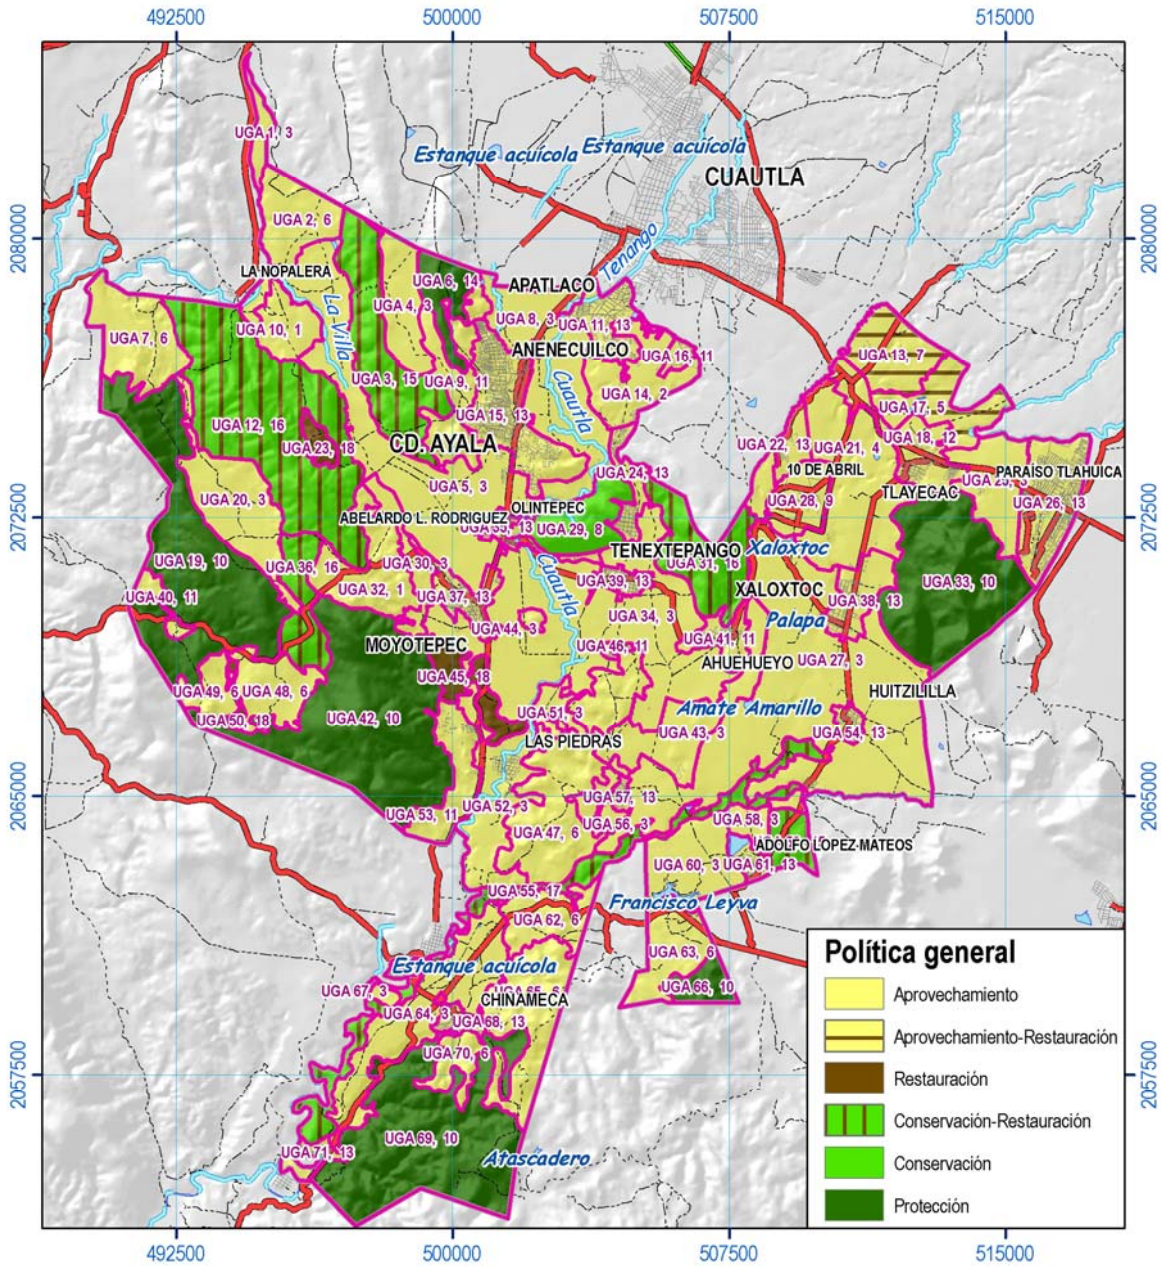 492500
500000
507500
515000
UGA 1, 3
Estanque acuícola
Estanque acuícola
CUAUTLA
2080000
2080000
UGA 2, 6
Tenango
LA NOPALERA
UGA 6, 14
APATLACO
La Villa
UGA 4, 3
UGA 8, 3
UGA 11, 13
UGA 7, 6
UGA 10, 1
ANENECUILCO
UGA 16, 11
UGA 13, 7
UGA 3, 15
UGA 9, 11
UGA 14, 2
Cuautla
UGA 15, 13
UGA 17, 5
UGA 12, 16
UGA 23, 18
CD. AYALA
UGA 22, 13
UGA 21, 4
UGA 18, 12
UGA 5, 3
UGA 24, 13
10 DE ABRIL
PARAÍSO TLAHUICA
UGA 20, 3
UGA 28, 9
TLAYECAC
UGA 26, 13
2072500
2072500
ABELARDO L. RODRIGUEZ
OLINTEPEC
UGA 29, 8
TENEXTEPANGO
Xaloxtoc
UGA 19, 10
UGA 36, 16
UGA 30, 3
Cuautla
UGA 31, 16
UGA 39, 13
UGA 33, 10
UGA 40, 11
UGA 32, 1
UGA 37, 13
XALOXTOC
UGA 38, 13
UGA 34, 3
Palapa
UGA 44, 3
MOYOTEPEC
UGA 46, 11
UGA 41, 11
AHUEHUEYO
UGA 27, 3
UGA 45, 18
UGA 49, 6
UGA 48, 6
HUITZILILLA
UGA 50, 18
UGA 42, 10
UGA 51, 3
Amate Amarillo
LAS PIEDRAS
UGA 43, 3
UGA 54, 13
2065000
2065000
UGA 53, 11
UGA 52, 3
UGA 57, 13
UGA 47, 6
UGA 56, 3
UGA 58, 3
ADOLFO LOPEZ MATEOS
UGA 60, 3
UGA 61, 13
UGA 55, 17
Francisco Leyva
UGA 62, 6
UGA 63, 6
Estanque acuícola
UGA 66, 10
UGA 67, 3
CHINAMECA
UGA 64, 3
UGA 68, 13
UGA 70, 6
2057500
2057500
UGA 69, 10
UGA 71, 13
Atascadero
Política general
Aprovechamiento
Aprovechamiento-Restauración
Restauración
Conservación-Restauración
Conservación
Protección
492500
500000
507500
515000